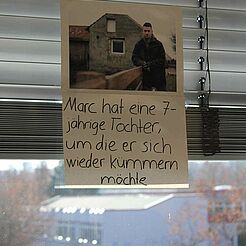 Marc hat eine 7-
jährige Tochter,
um die er sich
wieder kümmern
möchte